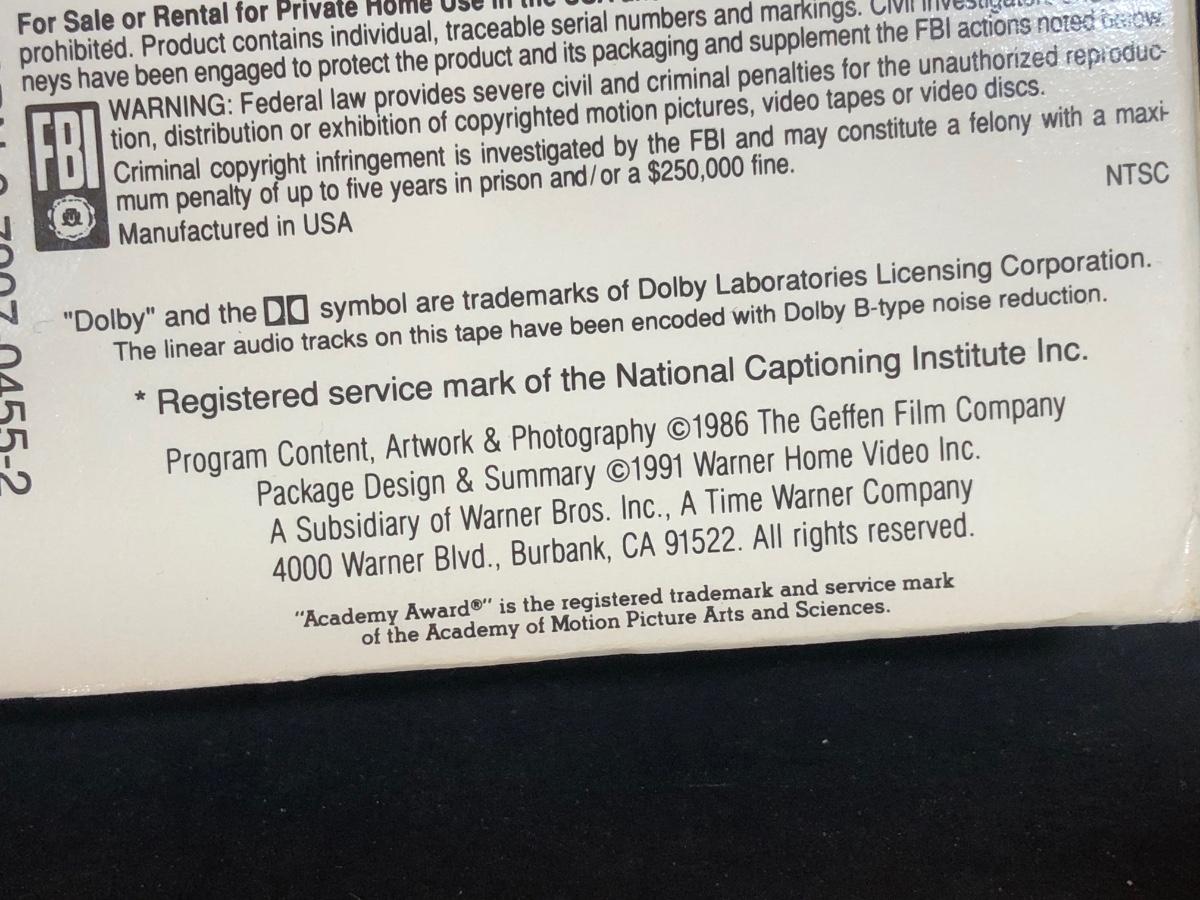 For Sale or Rental for Private Home Use in the
prohibited. Product contains individual, traceable serial numbers and markings. Civil
neys have been engaged to protect the product and its packaging and supplement the FBI actions noted below.
FBI
WARNING: Federal law provides severe civil and criminal penalties for the unauthorized reproduc-
tion, distribution or exhibition of copyrighted motion pictures, video tapes or video discs.
Criminal copyright infringement is investigated by the FBI and may constitute a felony with a maxi-
mum penalty of up to five years in prison and/or a $250,000 fine.
NTSC
Manufactured in USA
"Dolby" and the symbol are trademarks of Dolby Laboratories Licensing Corporation.
The linear audio tracks on this tape have been encoded with Dolby B-type noise reduction.
* Registered service mark of the National Captioning Institute Inc.
Program Content, Artwork & Photography ©1986 The Geffen Film Company
Package Design & Summary ©1991 Warner Home Video Inc.
A Subsidiary of Warner Bros. Inc., A Time Warner Company
4000 Warner Blvd., Burbank, CA 91522. All rights reserved.
"Academy Award®" is the registered trademark and service mark
of the Academy of Motion Picture Arts and Sciences.
7907-0455-2